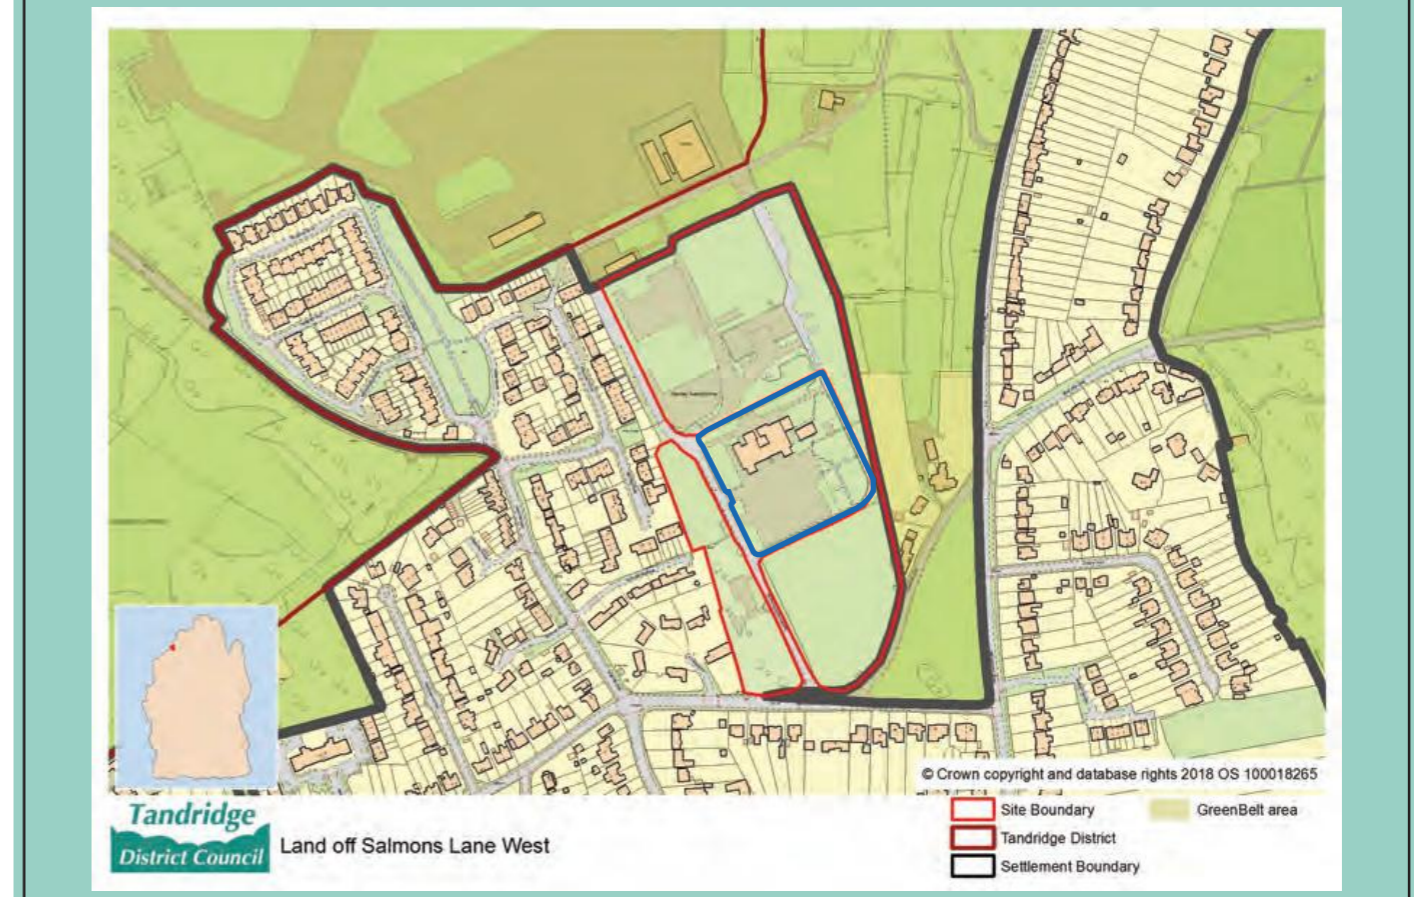 © Crown copyright and database rights 2018 OS 100018265
Tandridge
District Council
Land off Salmons Lane West
Site Boundary
GreenBelt area
Tandridge District
Settlement Boundary